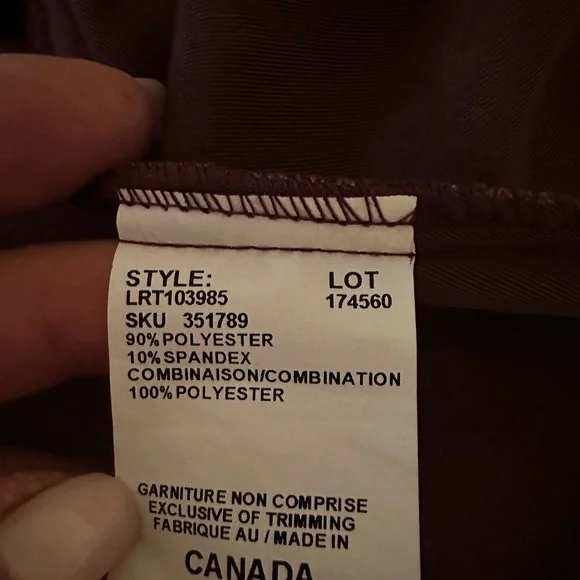 STYLE: LOT
LRT103985 174560
SKU 351789
90% POLYESTER
10% SPANDEX
COMBINAISON/COMBINATION
100% POLYESTER
GARNITURE NON COMPRISE
EXCLUSIVE OF TRIMMING
FABRIQUE AU / MADE IN
CANADA